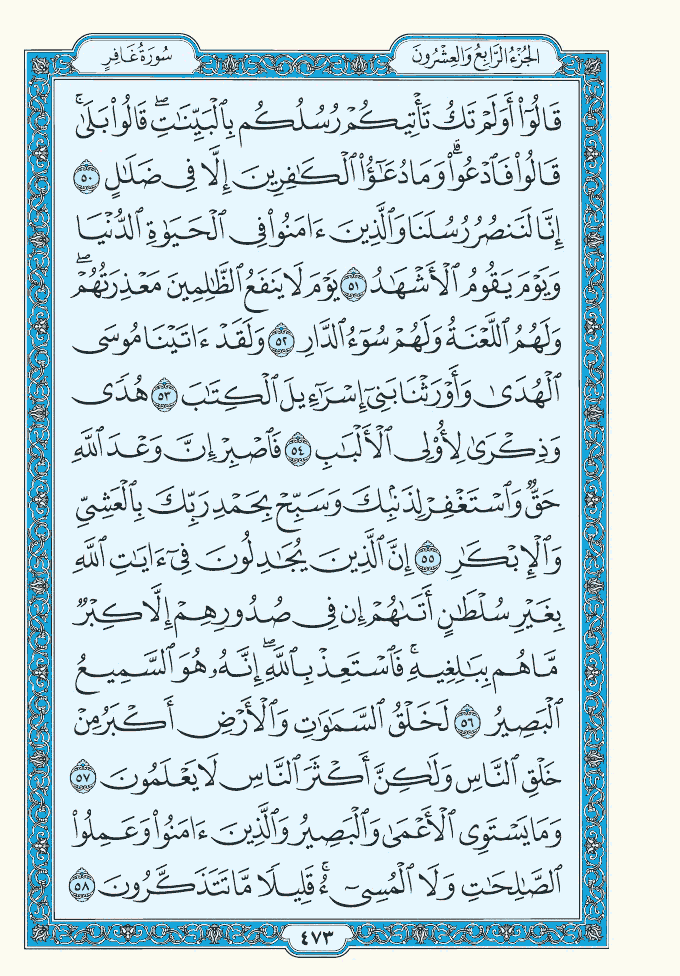 سُورَةُ غَافِرٍ
الجُزْءُ الرَّابِعُ وَالعِشْرُونَ
قَالُوٓاْ أَوَلَمْ تَكُ تَأْتِيكُمْ رُسُلُكُم بِٱلْبَيِّنَٰتِۖ قَالُواْ بَلَىٰۚ
قَالُواْ فَٱدْعُواْۗ وَمَا دُعَٰٓؤُاْ ٱلْكَٰفِرِينَ إِلَّا فِى ضَلَٰلٍ ٥٠
إِنَّا لَنَنصُرُ رُسُلَنَا وَٱلَّذِينَ ءَامَنُواْ فِى ٱلْحَيَوٰةِ ٱلدُّنْيَا
وَيَوْمَ يَقُومُ ٱلْأَشْهَٰدُ ٥١ يَوْمَ لَا يَنفَعُ ٱلظَّٰلِمِينَ مَعْذِرَتُهُمْۖ
وَلَهُمُ ٱللَّعْنَةُ وَلَهُمْ سُوٓءُ ٱلدَّارِ ٥٢ وَلَقَدْ ءَاتَيْنَا مُوسَى
ٱلْهُدَىٰ وَأَوْرَثْنَا بَنِىٓ إِسْرَٰٓءِيلَ ٱلْكِتَٰبَ ٥٣ هُدًى
وَذِكْرَىٰ لِأُوْلِى ٱلْأَلْبَٰبِ ٥٤ فَٱصْبِرْ إِنَّ وَعْدَ ٱللَّهِ
حَقٌّ وَٱسْتَغْفِرْ لِذَنۢبِكَ وَسَبِّحْ بِحَمْدِ رَبِّكَ بِٱلْعَشِىِّ
وَٱلْإِبْكَٰرِ ٥٥ إِنَّ ٱلَّذِينَ يُجَٰدِلُونَ فِىٓ ءَايَٰتِ ٱللَّهِ
بِغَيْرِ سُلْطَٰنٍ أَتَىٰهُمْ إِن فِى صُدُورِهِمْ إِلَّا كِبْرٌ
مَّا هُم بِبَٰلِغِيهِۚ فَٱسْتَعِذْ بِٱللَّهِۖ إِنَّهُۥ هُوَ ٱلسَّمِيعُ
ٱلْبَصِيرُ ٥٦ لَخَلْقُ ٱلسَّمَٰوَٰتِ وَٱلْأَرْضِ أَكْبَرُ مِنْ
خَلْقِ ٱلنَّاسِ وَلَٰكِنَّ أَكْثَرَ ٱلنَّاسِ لَا يَعْلَمُونَ ٥٧
وَمَا يَسْتَوِى ٱلْأَعْمَىٰ وَٱلْبَصِيرُ وَٱلَّذِينَ ءَامَنُواْ وَعَمِلُواْ
ٱلصَّٰلِحَٰتِ وَلَا ٱلْمُسِىٓءُۚ قَلِيلًا مَّا تَتَذَكَّرُونَ ٥٨
٤٧٣